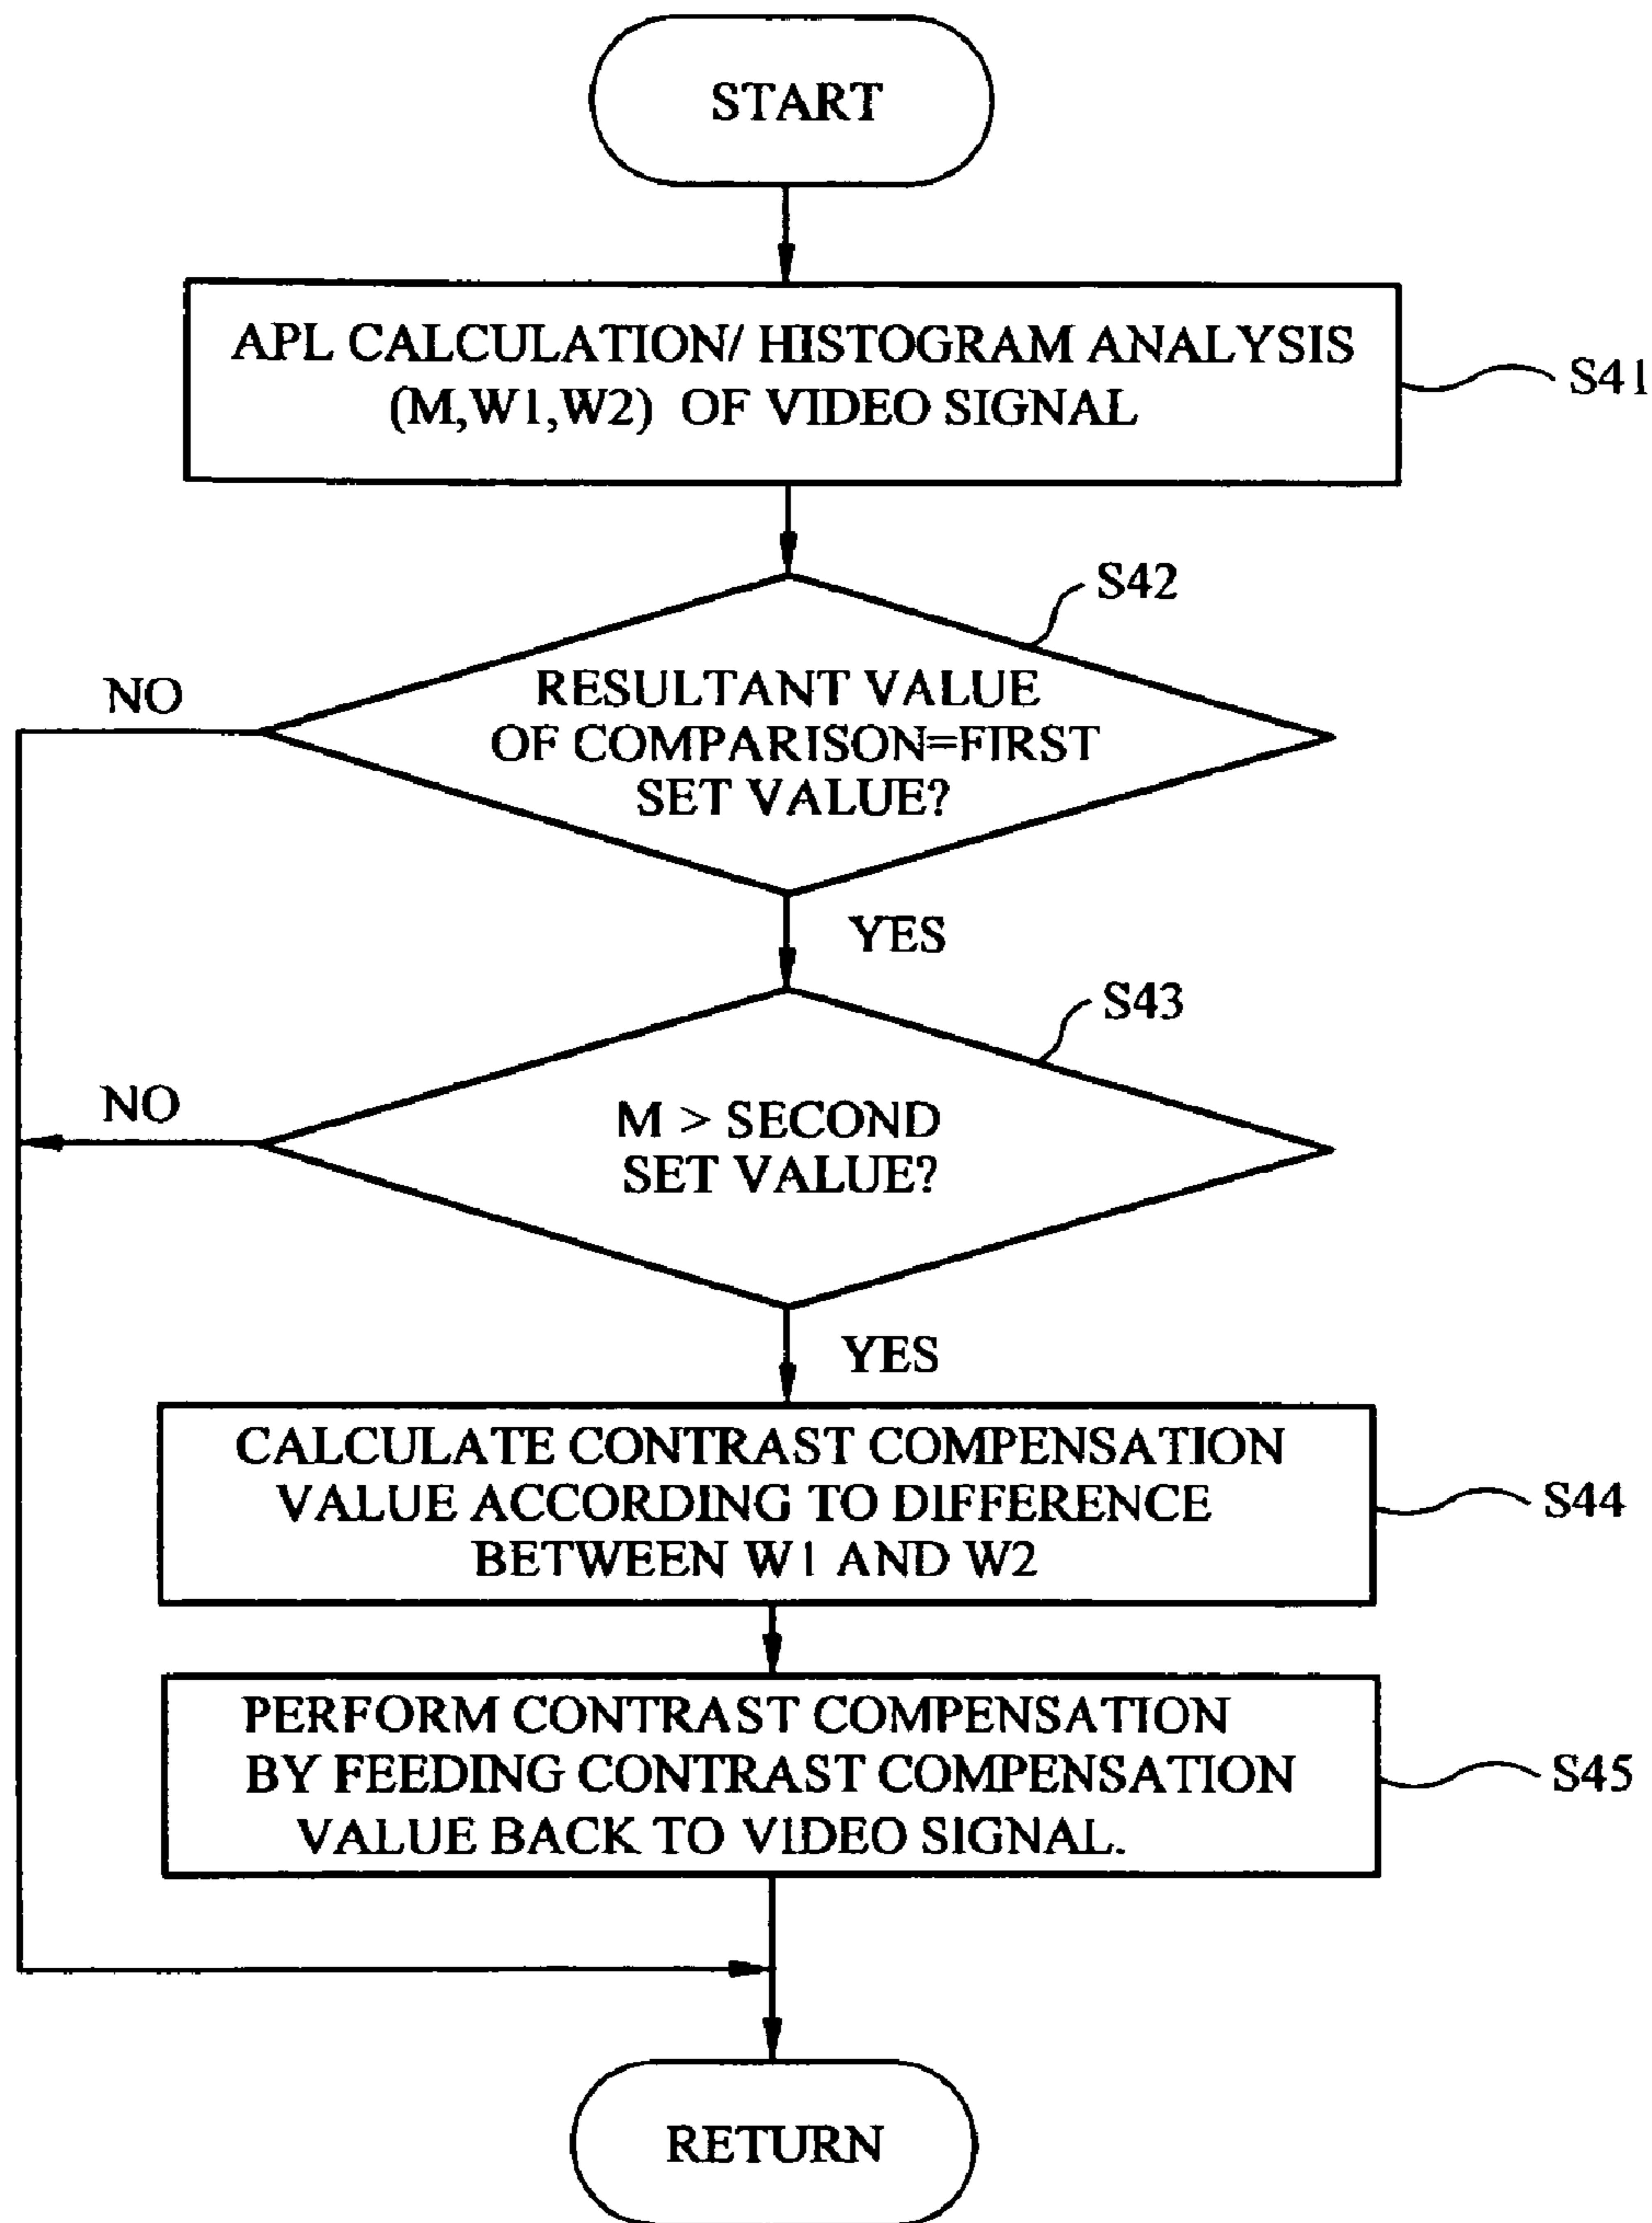 START
APL CALCULATION/ HISTOGRAM ANALYSIS
(M,W1,W2) OF VIDEO SIGNAL
S41
S42
RESULTANT VALUE
OF COMPARISON=FIRST
SET VALUE?
NO
YES
S43
M > SECOND
SET VALUE?
NO
YES
CALCULATE CONTRAST COMPENSATION
VALUE ACCORDING TO DIFFERENCE
BETWEEN W1 AND W2
S44
PERFORM CONTRAST COMPENSATION
BY FEEDING CONTRAST COMPENSATION
VALUE BACK TO VIDEO SIGNAL.
S45
RETURN